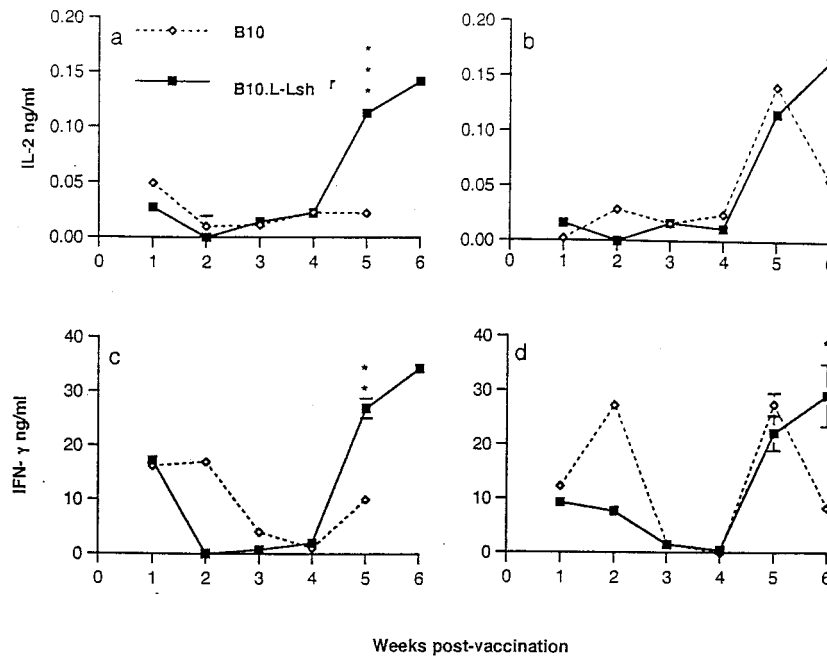 0.20
a
B10
0.15
B10.L-Lsh r
IL-2 ng/ml
0.10
0.05
0.00
0 1 2 3 4 5 6
* * *
0.20
b
0.15
0.10
0.05
0.00
0 1 2 3 4 5
40
c
30
IFN- γ ng/ml
20
10
0
0 1 2 3 4 5 6
* *
40
d
30
20
10
0
0 1 2 3 4 5 6
Weeks post-vaccination